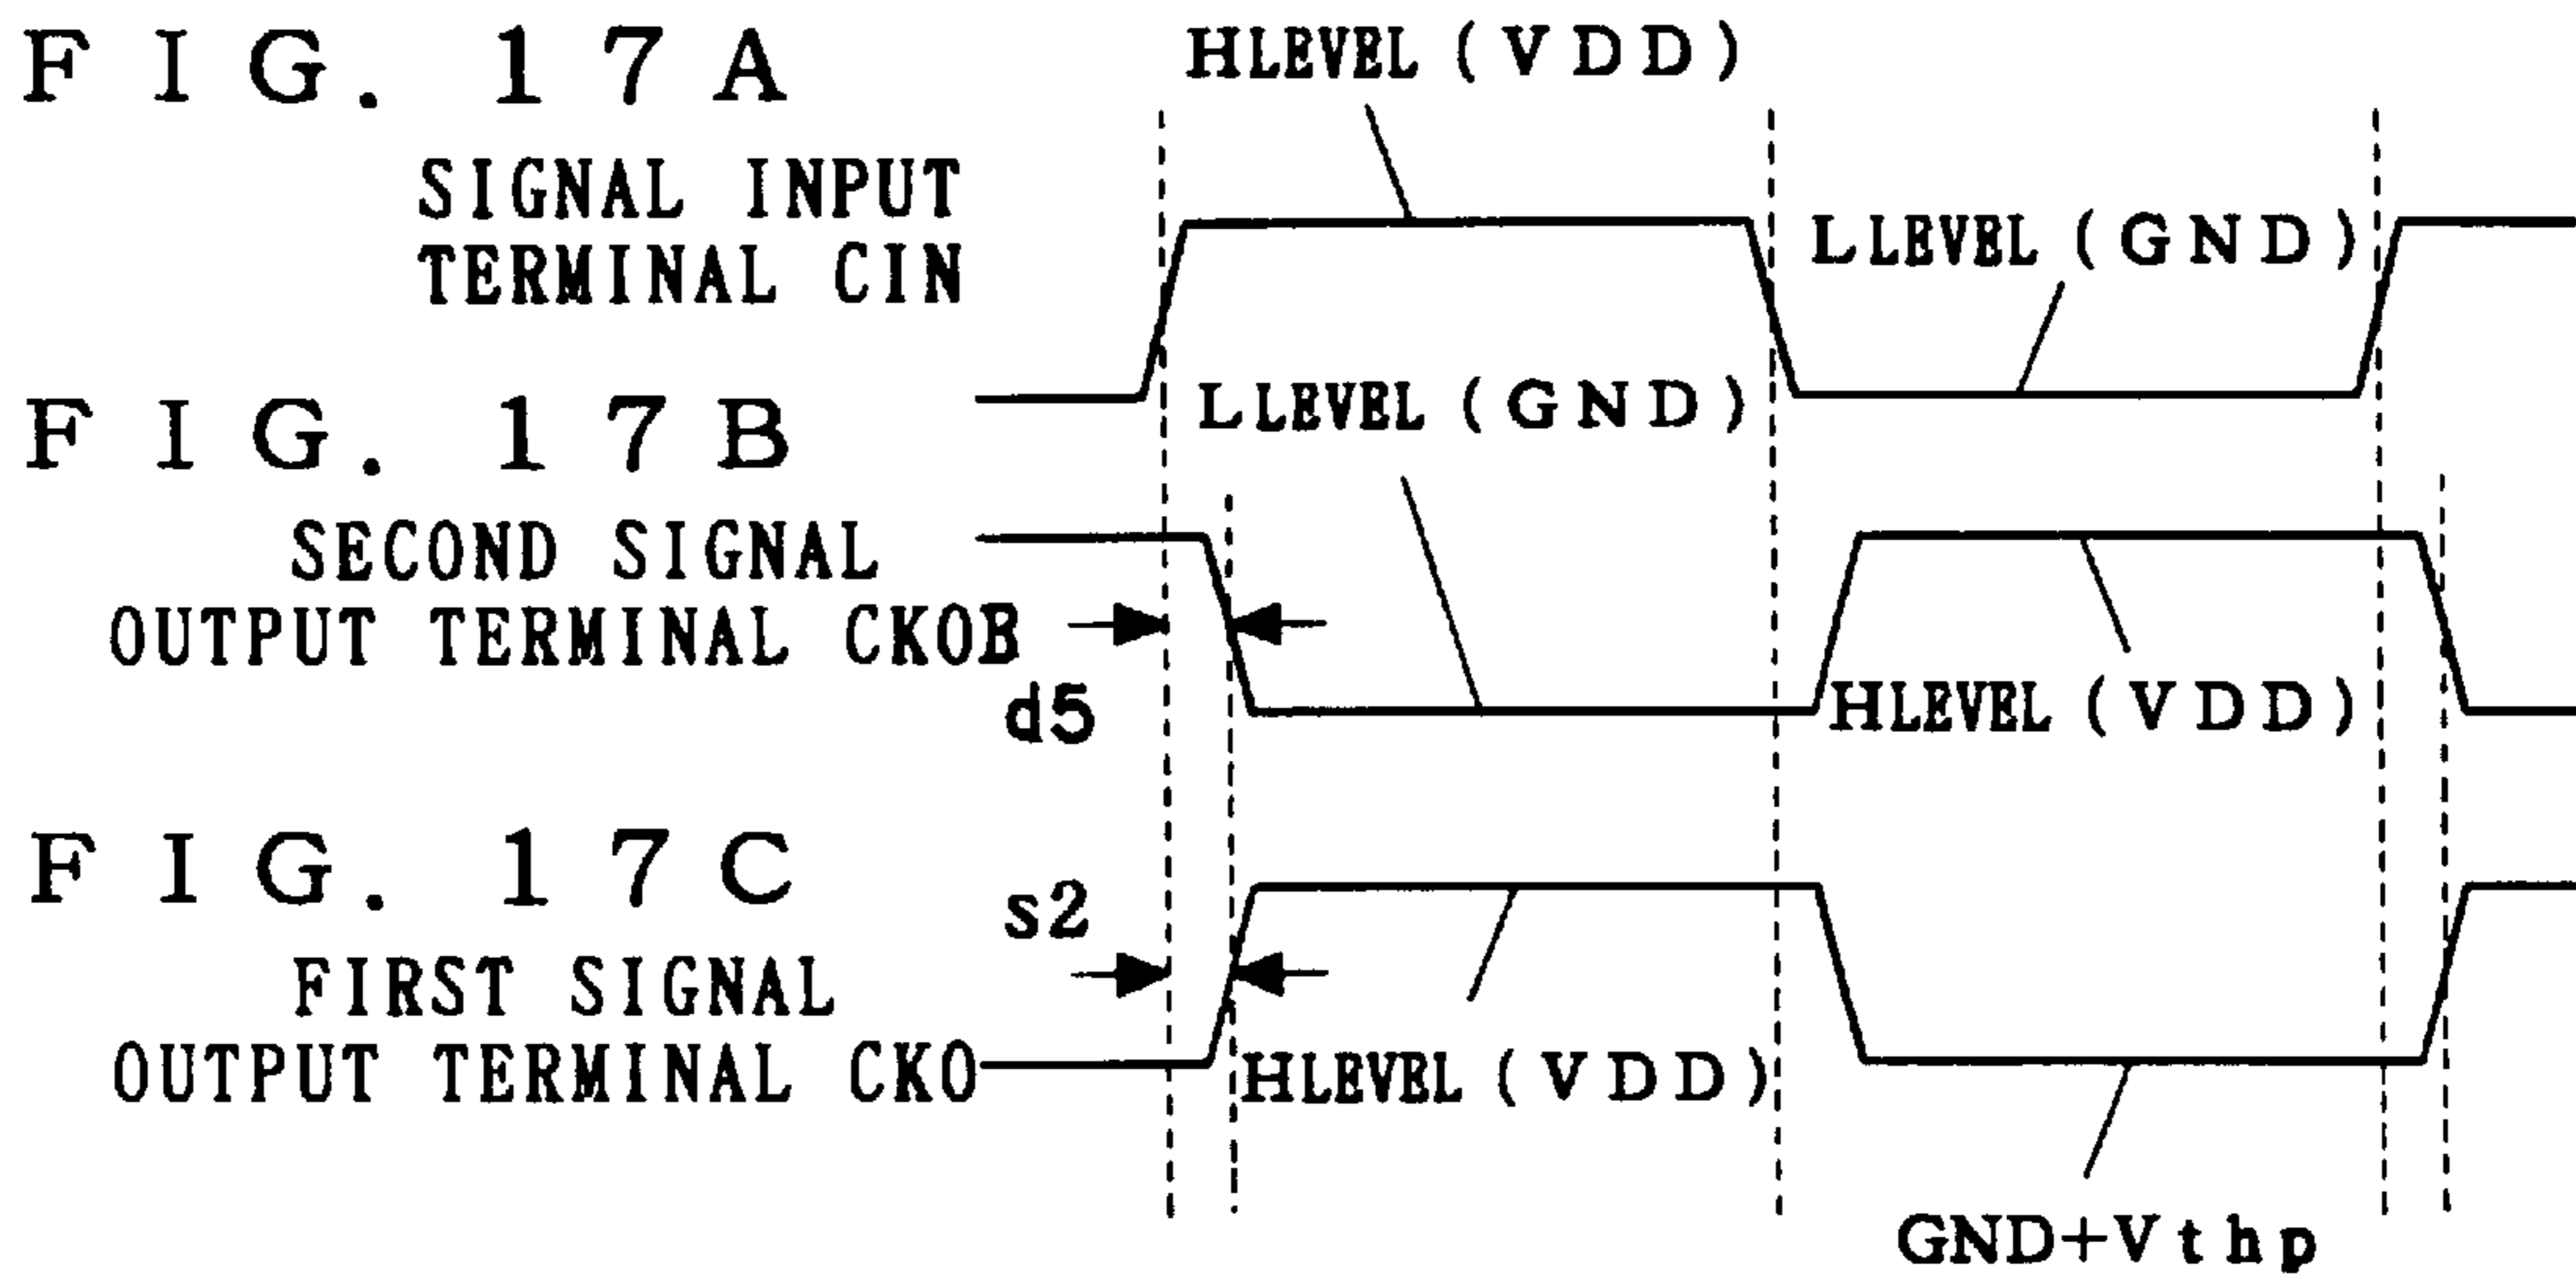 FIG. 17A
HLEVEL (VDD)
SIGNAL INPUT
TERMINAL CIN
LLEVEL (GND)
FIG. 17B
LLEVEL (GND)
SECOND SIGNAL
OUTPUT TERMINAL CKOB
d5
HLEVEL (VDD)
FIG. 17C
s2
FIRST SIGNAL
OUTPUT TERMINAL CKO
HLEVEL (VDD)
GND+Vthp